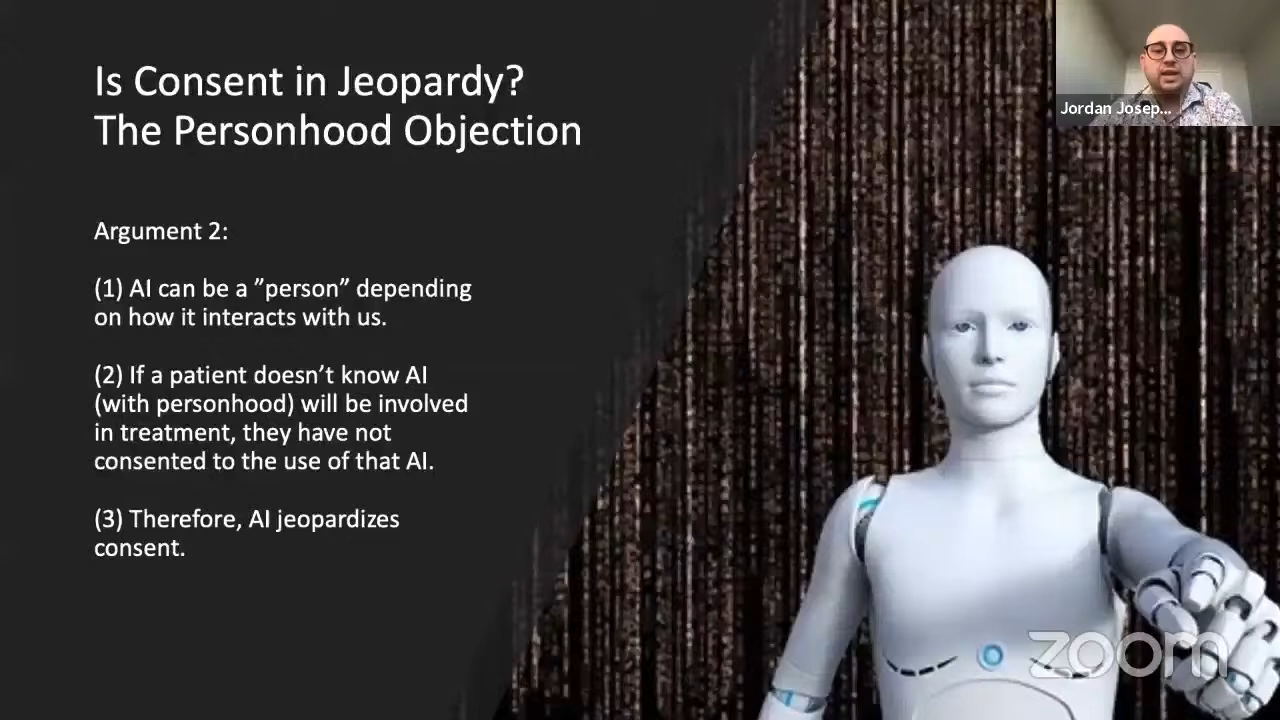 Is Consent in Jeopardy?
The Personhood Objection
Argument 2:
(1) AI can be a ”person” depending
on how it interacts with us.
(2) If a patient doesn’t know AI
(with personhood) will be involved
in treatment, they have not
consented to the use of that AI.
(3) Therefore, AI jeopardizes
consent.
Jordan Josep...
zoom